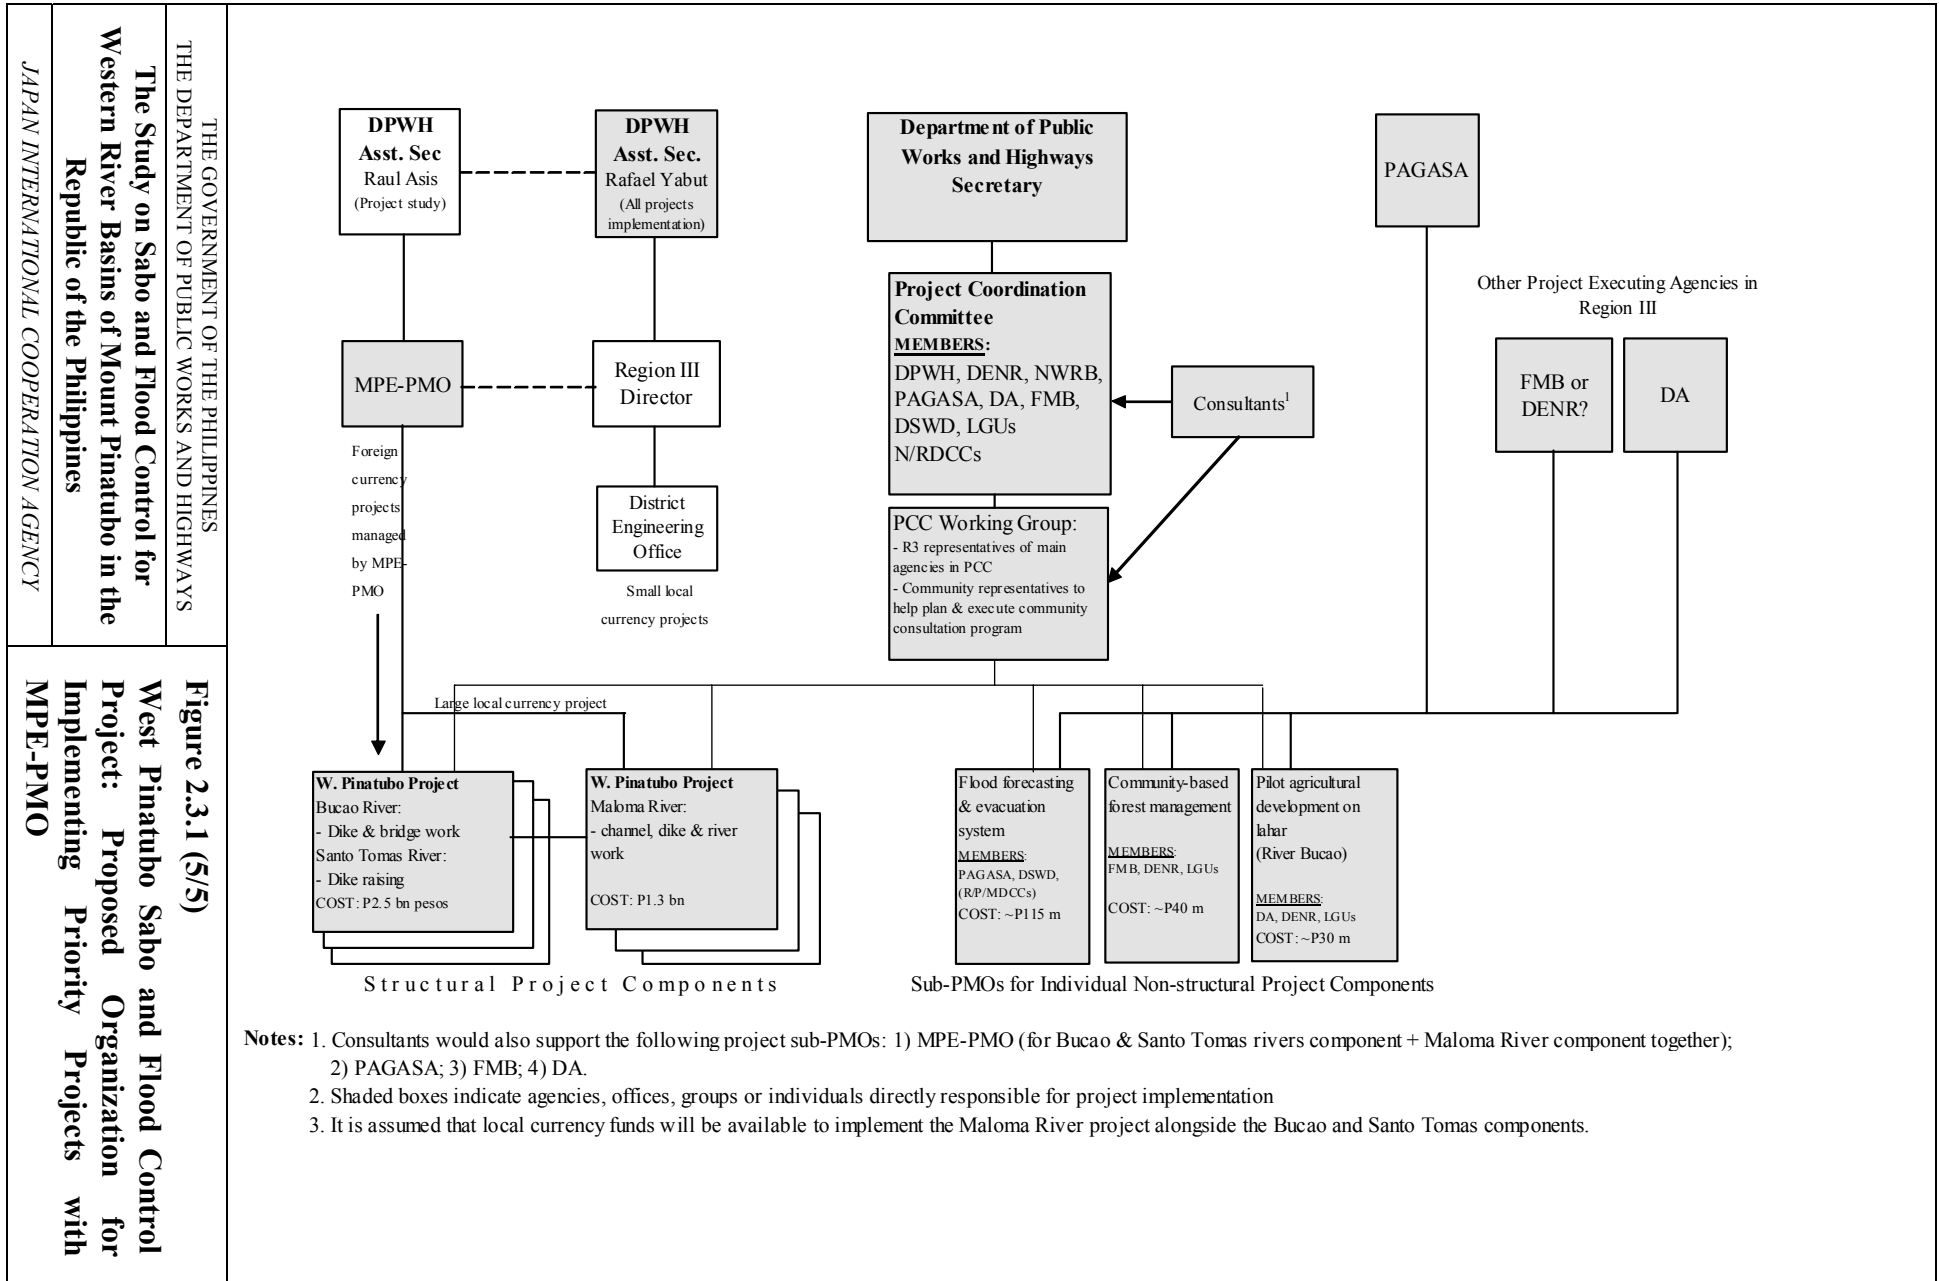 THE GOVERNMENT OF THE PHILIPPINES
THE DEPARTMENT OF PUBLIC WORKS AND HIGHWAYS
The Study on Sabo and Flood Control for
Western River Basins of Mount Pinatubo in the
Republic of the Philippines
JAPAN INTERNATIONAL COOPERATION AGENCY
Figure 2.3.1 (5/5)
West Pinatubo Sabo and Flood Control
Project: Proposed Organization for
Implementing Priority Projects with
MPE-PMO
DPWH
Asst. Sec
Raul Asis
(Project study)
DPWH
Asst. Sec.
Rafael Yabut
(All projects
implementation)
Department of Public
Works and Highways
Secretary
PAGASA
Other Project Executing Agencies in
Region III
MPE-PMO
Region III
Director
Project Coordination
Committee
MEMBERS:
DPWH, DENR, NWRB,
PAGASA, DA, FMB,
DSWD, LGUs
N/RDCCs
Consultants1
FMB or
DENR?
DA
Foreign
currency
projects
managed
by MPE-
PMO
District
Engineering
Office
Small local
currency projects
PCC Working Group:
- R3 representatives of main
agencies in PCC
- Community representatives to
help plan & execute community
consultation program
Large local currency project
W. Pinatubo Project
Bucao River:
- Dike & bridge work
Santo Tomas River:
- Dike raising
COST: P2.5 bn pesos
W. Pinatubo Project
Maloma River:
- channel, dike & river
work
COST: P1.3 bn
Flood forecasting
& evacuation
system
MEMBERS:
PAGASA, DSWD,
(R/P/MDCCs)
COST: ~P115 m
Community-based
forest management
MEMBERS:
FMB, DENR, LGUs
COST: ~P40 m
Pilot agricultural
development on
lahar
(River Bucao)
MEMBERS:
DA, DENR, LGUs
COST: ~P30 m
Structural Project Components
Sub-PMOs for Individual Non-structural Project Components
Notes: 1. Consultants would also support the following project sub-PMOs: 1) MPE-PMO (for Bucao & Santo Tomas rivers component + Maloma River component together);
2) PAGASA; 3) FMB; 4) DA.
2. Shaded boxes indicate agencies, offices, groups or individuals directly responsible for project implementation
3. It is assumed that local currency funds will be available to implement the Maloma River project alongside the Bucao and Santo Tomas components.